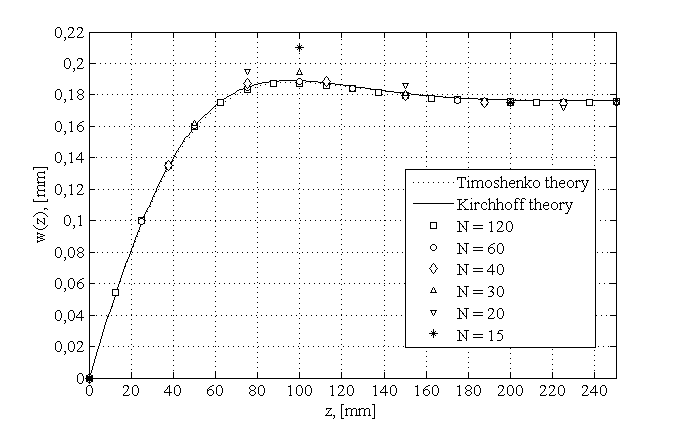 0,22
0,2
0,18
0,16
0,14
0,12
0,1
0,08
0,06
0,04
0,02
0
w(z), [mm]
Timoshenko theory
Kirchhoff theory
N = 120
N = 60
N = 40
N = 30
N = 20
N = 15
0 20 40 60 80 100 120 140 160 180 200 220 240
z, [mm]